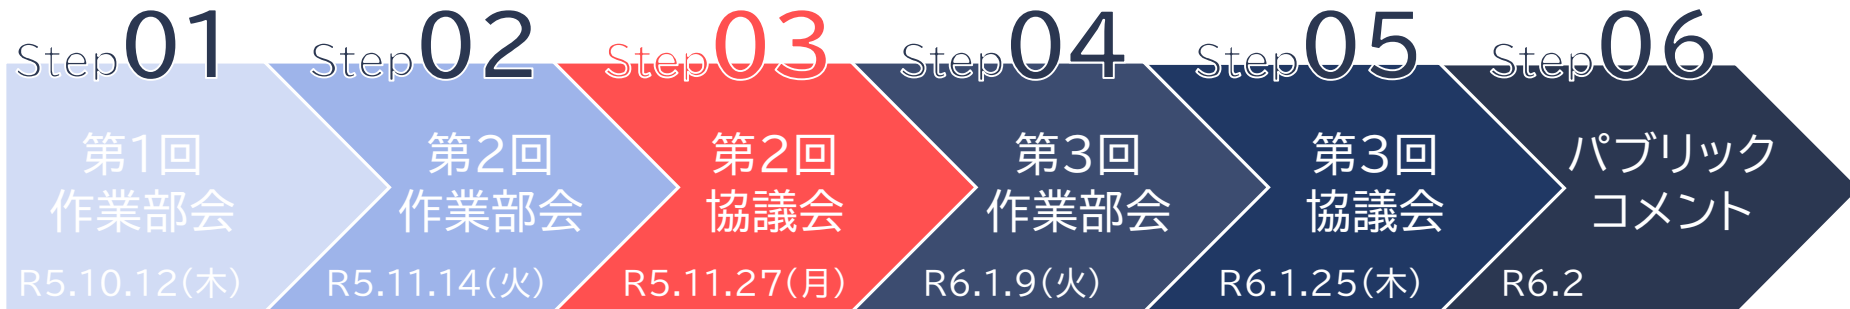 Step01
第1回
作業部会
R5.10.12(木)
Step02
第2回
作業部会
R5.11.14(火)
Step03
第2回
協議会
R5.11.27(月)
Step04
第3回
作業部会
R6.1.9(火)
Step05
第3回
協議会
R6.1.25(木)
Step06
パブリック
コメント
R6.2